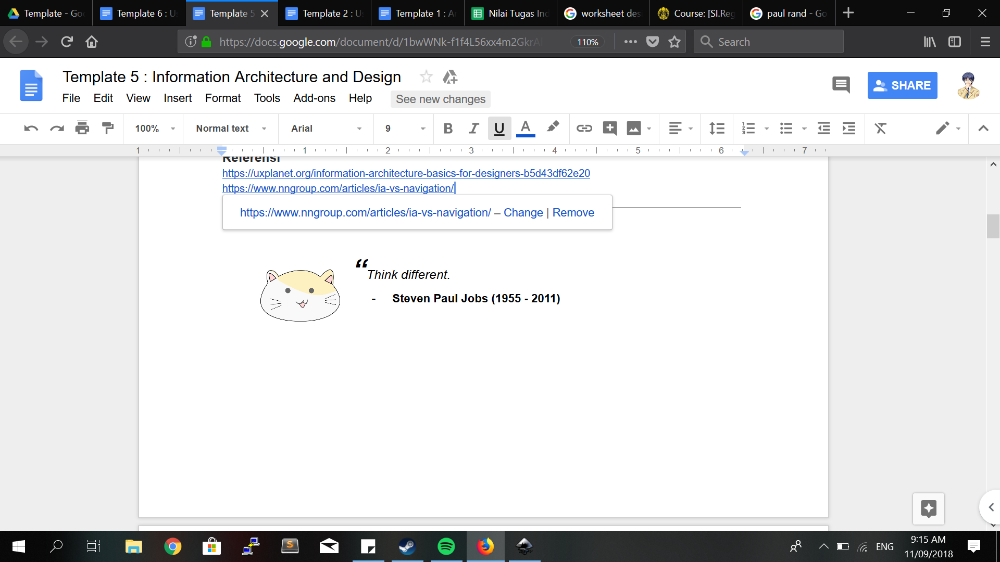 Template - Goo
Template 6 : Us
Template 5
Template 2 : Us
Template 1 : A
Nilai Tugas Ind
worksheet desi
Course: [SI.Reg
paul rand - Go
https://docs.google.com/document/d/1bwWNk-f1f4L56xx4m2GkrA
110%
Search
Template 5 : Information Architecture and Design
SHARE
File Edit View Insert Format Tools Add-ons Help See new changes
100% Normal text Arial 9 B I U A
1 1 2 3 4 5 6 7
Referensi
https://uxplanet.org/information-architecture-basics-for-designers-b5d43df62e20
https://www.nngroup.com/articles/ia-vs-navigation/
https://www.nngroup.com/articles/ia-vs-navigation/ – Change | Remove
“Think different.
- Steven Paul Jobs (1955 - 2011)
ENG
9:15 AM
11/09/2018